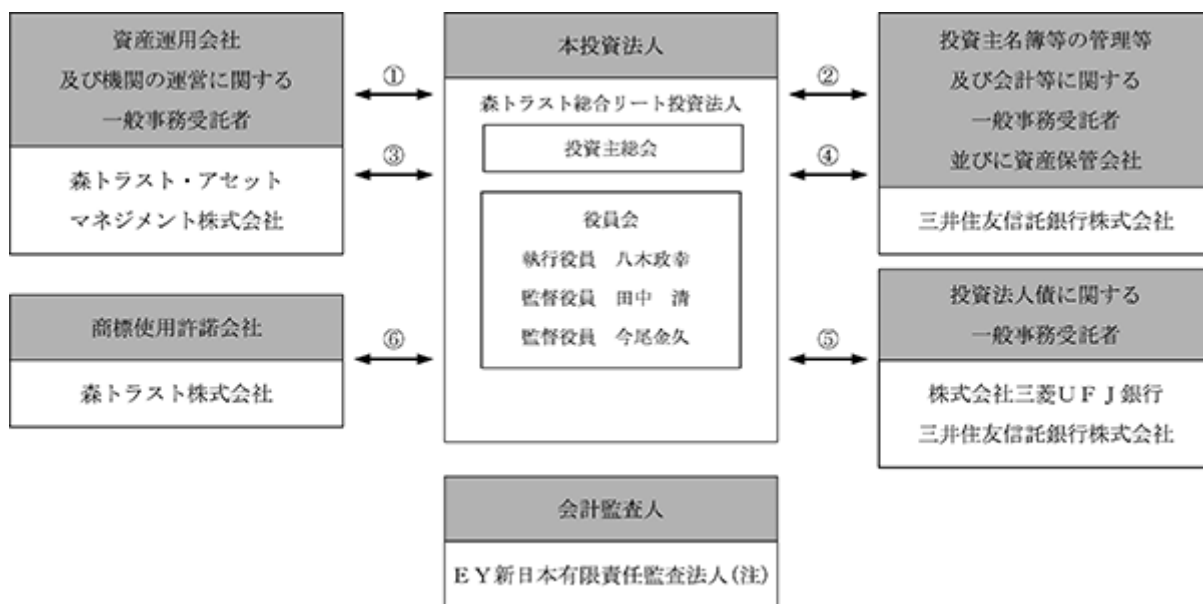 資産運用会社
及び機関の運営に関する
一般事務受託者
森トラスト・アセット
マネジメント株式会社
①
③
本投資法人
森トラスト総合リート投資法人
投資主総会
役員会
執行役員　八木政幸
監督役員　田中　清
監督役員　今尾金久
②
④
投資主名簿等の管理等
及び会計等に関する
一般事務受託者
並びに資産保管会社
三井住友信託銀行株式会社
商標使用許諾会社
森トラスト株式会社
⑥
⑤
投資法人債に関する
一般事務受託者
株式会社三菱ＵＦＪ銀行
三井住友信託銀行株式会社
会計監査人
ＥＹ新日本有限責任監査法人(注)